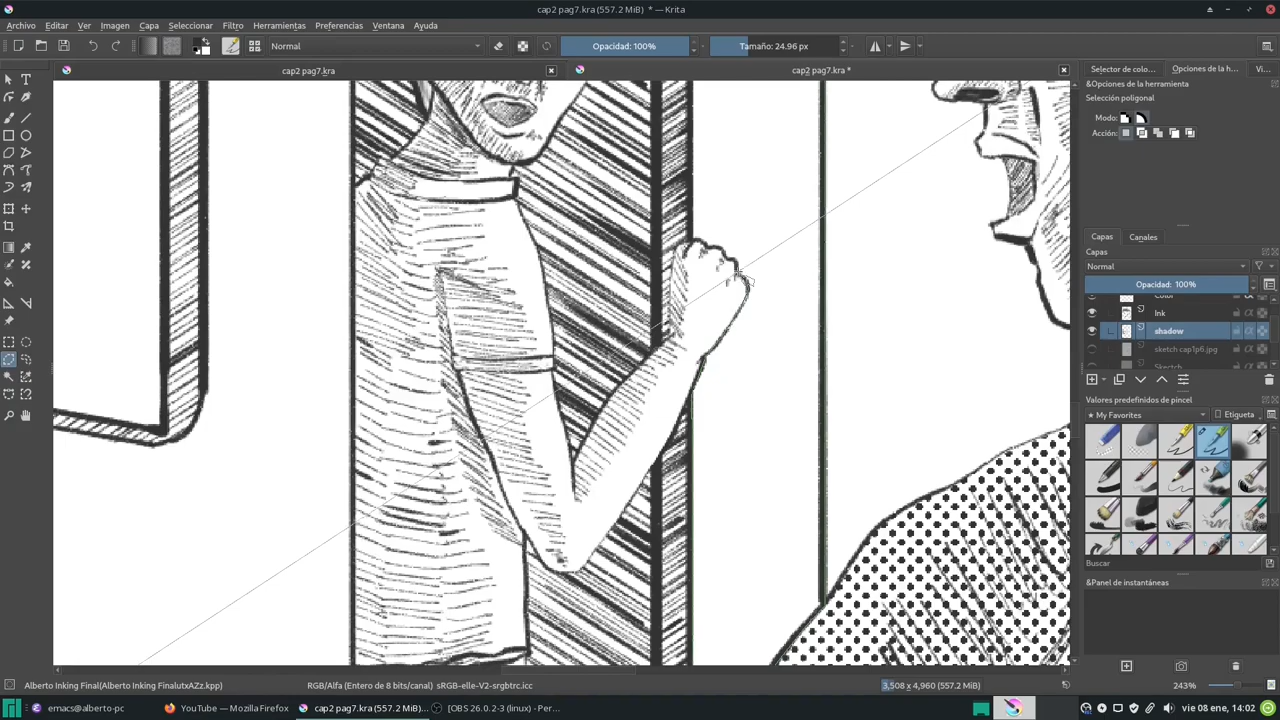 cap2 pag7.kra (557.2 MiB) * — Krita
Archivo Editar Ver Imagen Capa Seleccionar Filtro Herramientas Preferencias Ventana Ayuda
Normal Opacidad: 100% Tamaño: 24.96 px
cap2 pag7.kra cap2 pag7.kra *
Selector de colo... Opciones de la h... Vi...
&Opciones de la herramienta
Selección poligonal
Modo:
Acción:
Capas Canales
Capas
Normal
Opacidad: 100%
Color
Ink
shadow
sketch cap1p6.jpg
Sketch
Valores predefinidos de pincel
★ My Favorites Etiqueta
Buscar
&Panel de instantáneas
Alberto Inking Final(Alberto Inking FinalutxAZz.kpp) RGB/Alfa (Entero de 8 bits/canal) sRGB-elle-V2-srgbtrc.icc 3,508 x 4,960 (557.2 MiB) 243%
emacs@alberto-pc YouTube — Mozilla Firefox cap2 pag7.kra (557.2 MiB)... [OBS 26.0.2-3 (linux) - Per... vie 08 ene, 14:02